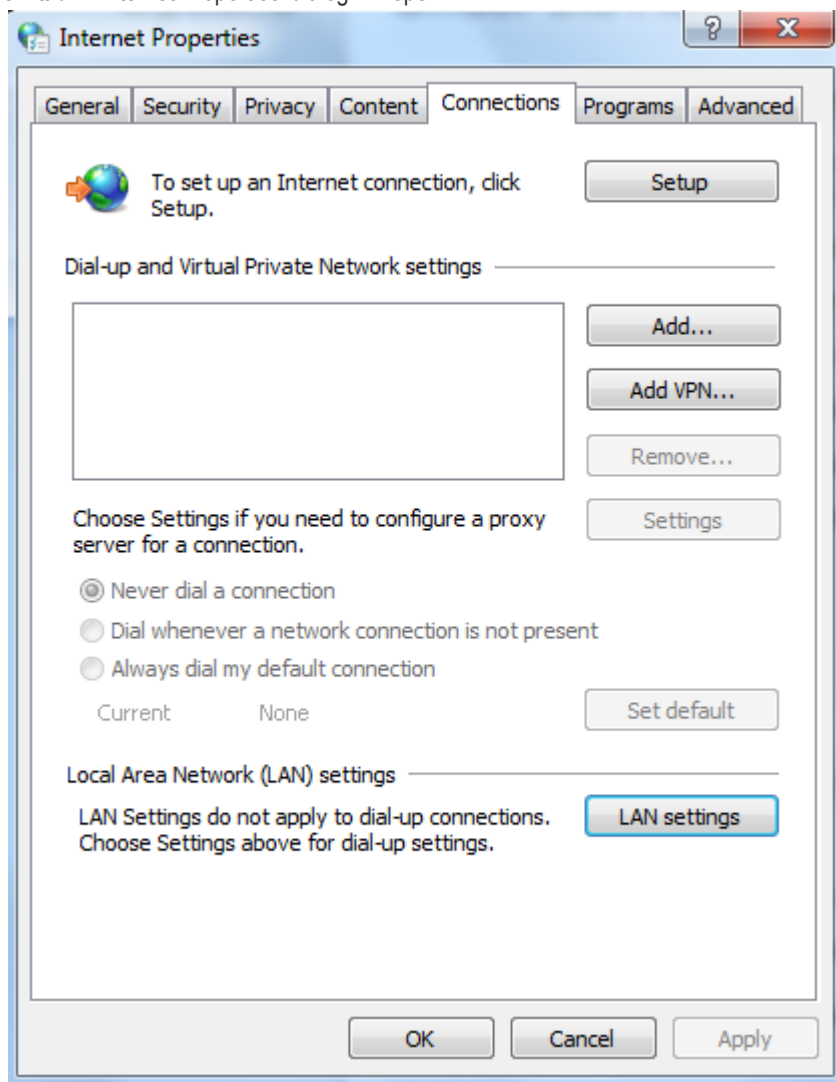 Internet Properties
General Security Privacy Content Connections Programs Advanced
To set up an Internet connection, click
Setup.
Setup
Dial-up and Virtual Private Network settings
Add...
Add VPN...
Remove...
Choose Settings if you need to configure a proxy
server for a connection.
Settings
Never dial a connection
Dial whenever a network connection is not present
Always dial my default connection
Current None
Set default
Local Area Network (LAN) settings
LAN Settings do not apply to dial-up connections.
Choose Settings above for dial-up settings.
LAN settings
OK Cancel Apply